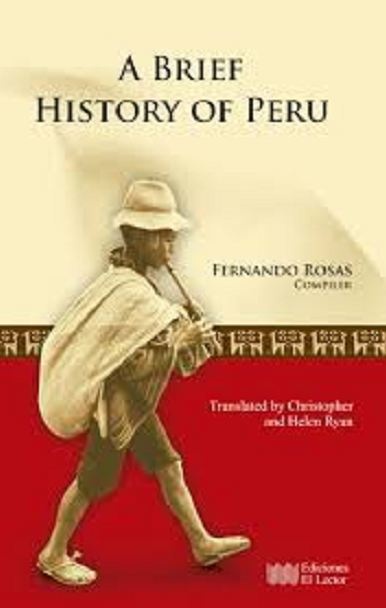 A BRIEF
HISTORY OF PERU
FERNANDO ROSAS
COMPILER
Translated by Christopher
and Helen Ryan
Ediciones
El Lector